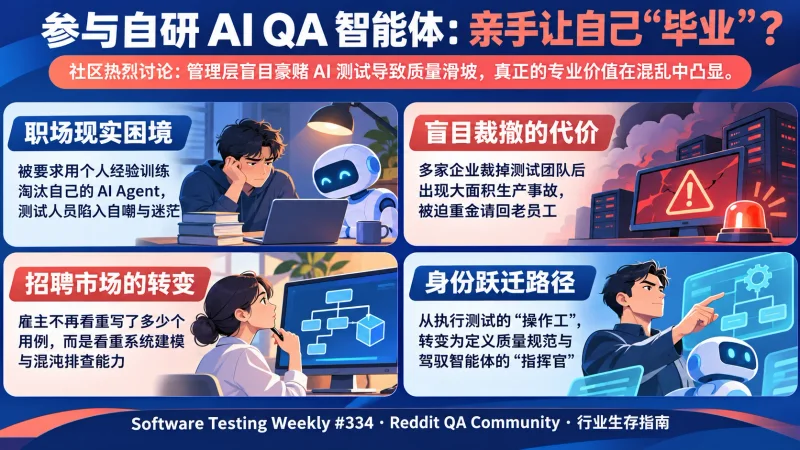 参与自研 AI QA 智能体：亲手让自己“毕业”？
社区热烈讨论：管理层盲目豪赌 AI 测试导致质量滑坡，真正的专业价值在混乱中凸显。
职场现实困境
被要求用个人经验训练
淘汰自己的 AI Agent，
测试人员陷入自嘲与迷茫
盲目裁撤的代价
多家企业裁掉测试团队后
出现大面积生产事故，
被迫重金请回老员工
招聘市场的转变
雇主不再看重写了多少个
用例，而是看重系统建模
与混沌排查能力
身份跃迁路径
从执行测试的“操作工”，
转变为定义质量规范与
驾驭智能体的“指挥官”
Software Testing Weekly #334 · Reddit QA Community · 行业生存指南